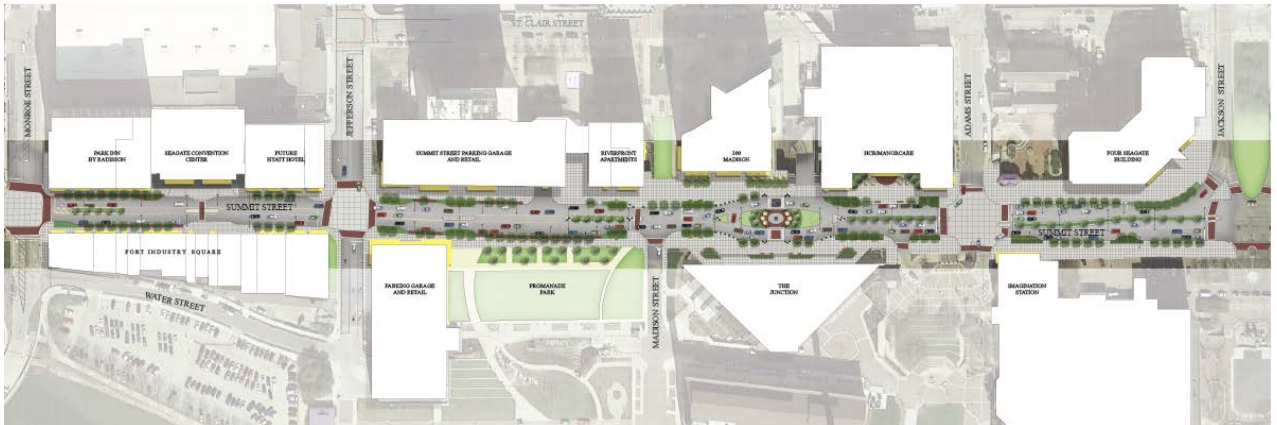 ST. CLAIR STREET
MONROE STREET
JEFFERSON STREET
ADAMS STREET
JACKSON STREET
PARK INN
BY RADISSON
SEAGATE CONVENTION
CENTER
FUTURE
HYATT HOTEL
SUMMIT STREET PARKING GARAGE
AND RETAIL
RIVERFRONT
APARTMENTS
300
MADISON
HCR/MANORCARE
FOUR SEAGATE
BUILDING
SUMMIT STREET
SUMMIT STREET
FORT INDUSTRY SQUARE
WATER STREET
PARKING GARAGE
AND RETAIL
PROMANADE
PARK
MADISON STREET
THE
JUNCTION
IMAGINATION
STATION